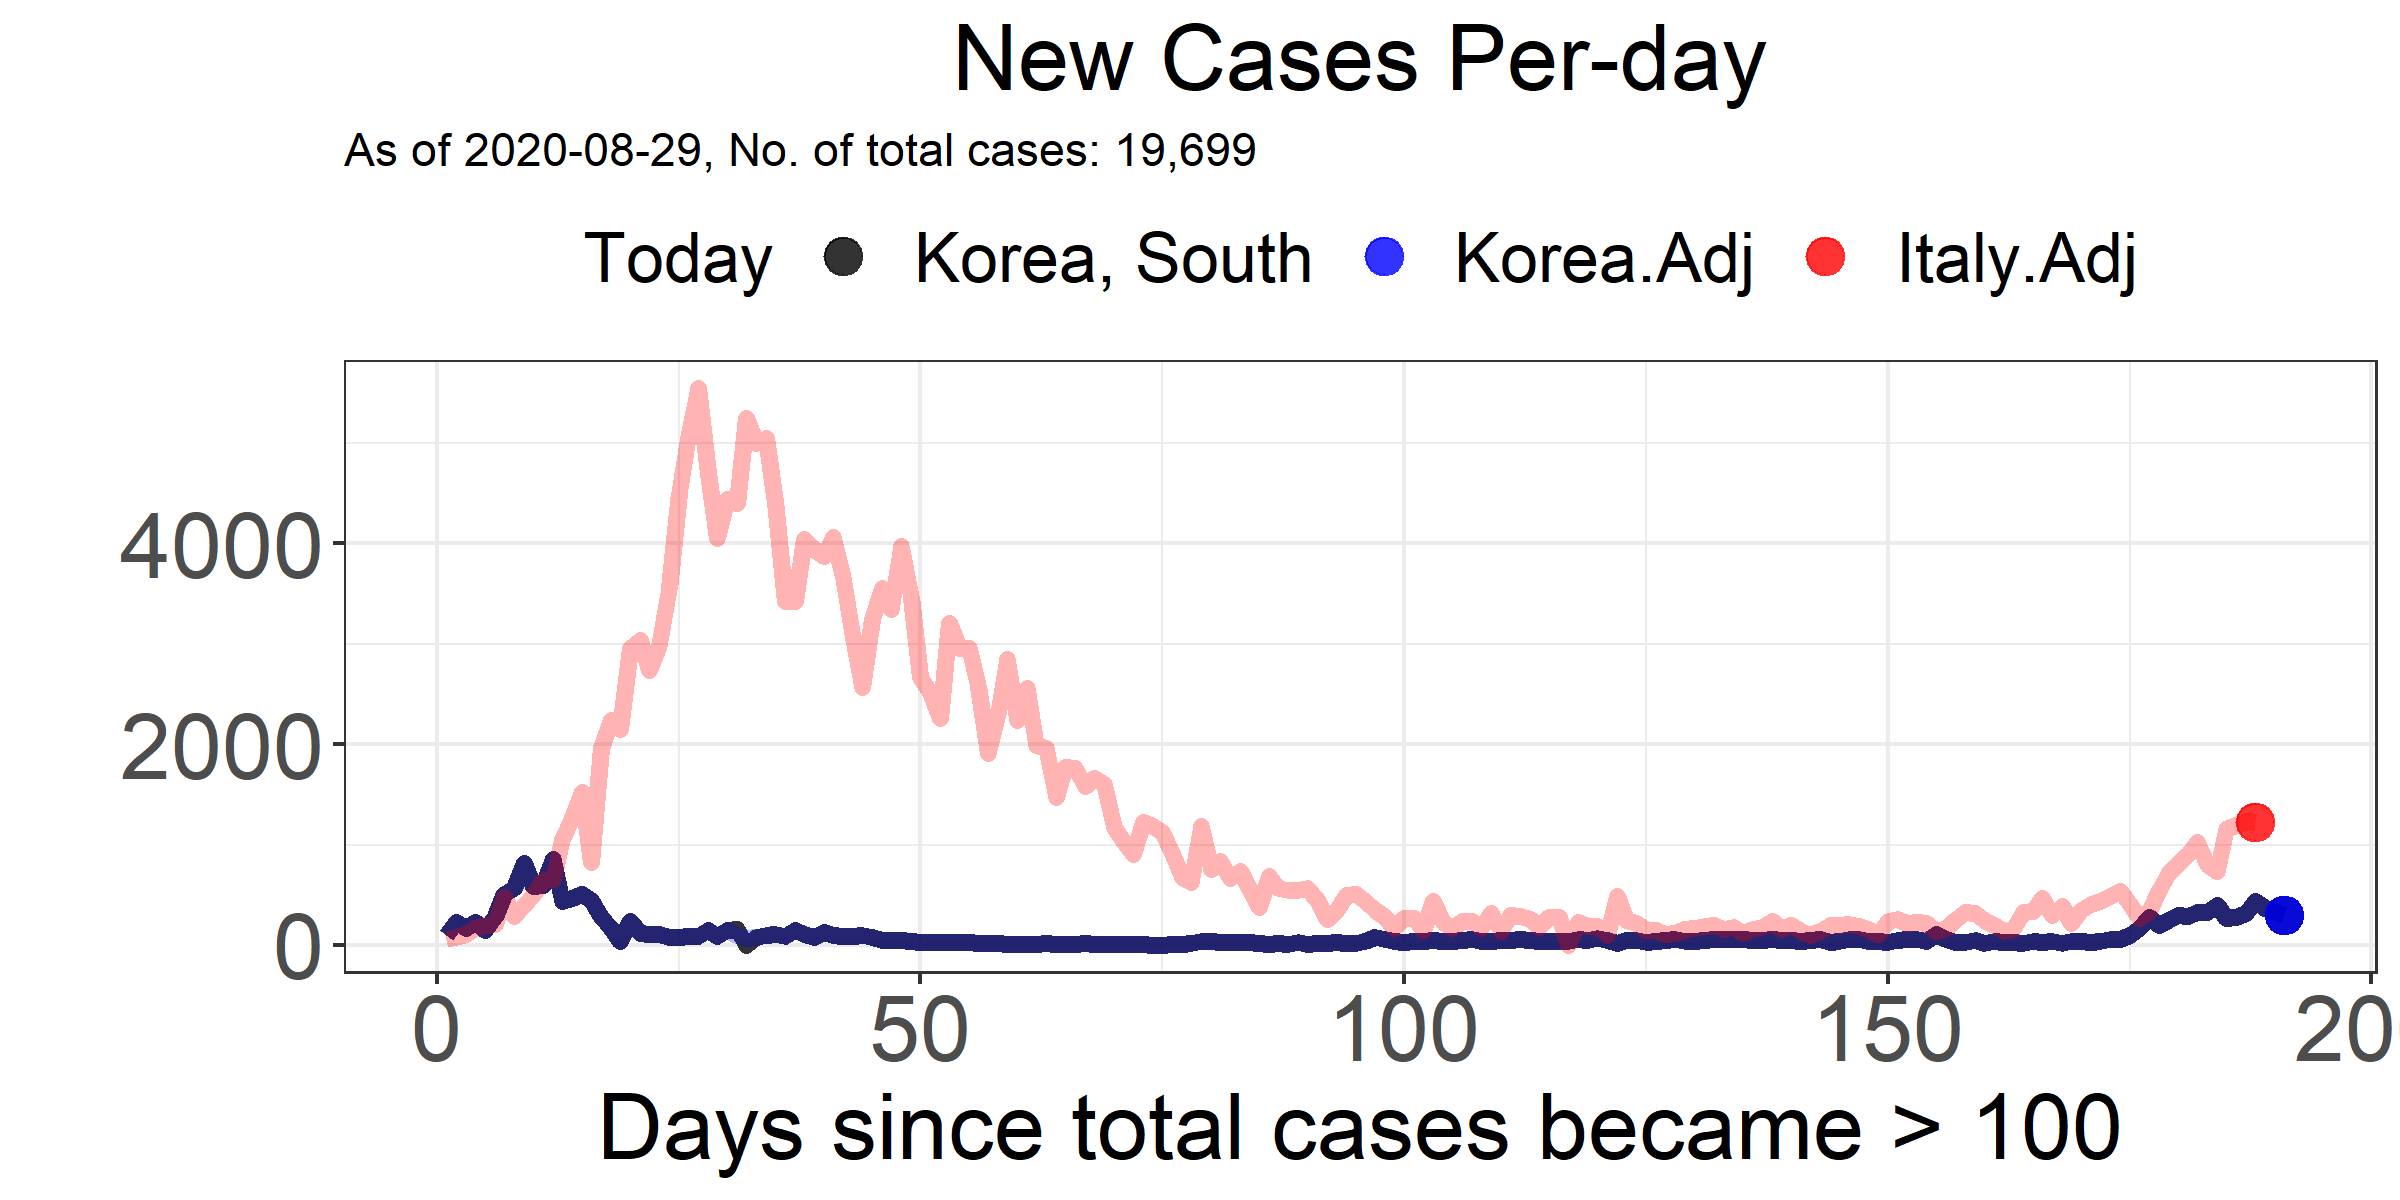 New Cases Per-day
As of 2020-08-29, No. of total cases: 19,699
Today Korea, South Korea.Adj Italy.Adj
4000
2000
0
0 50 100 150 20
Days since total cases became > 100